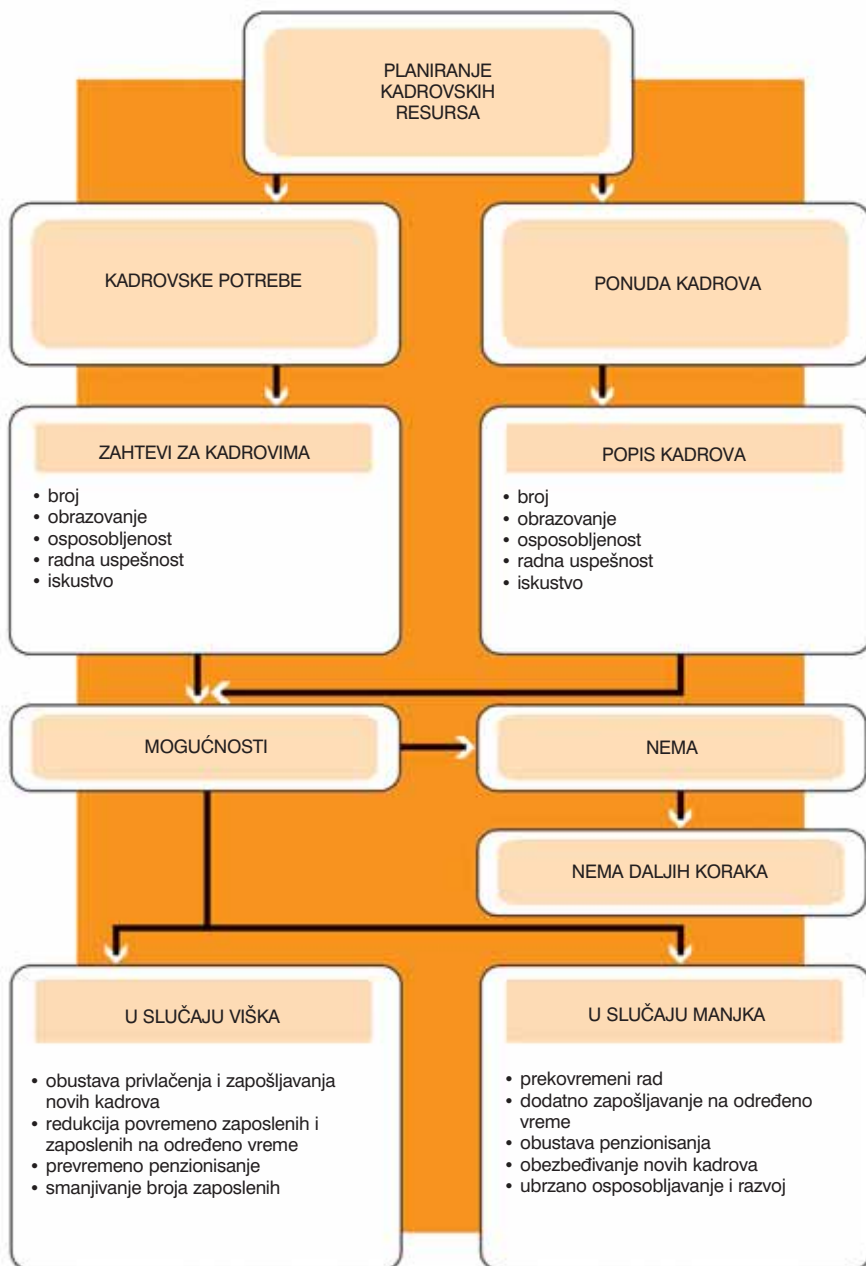 PLANIRANJE
KADROVSKIH
RESURSA
KADROVSKE POTREBE
PONUDA KADROVA
ZAHTEVI ZA KADROVIMA
• broj
• obrazovanje
• osposobljenost
• radna uspešnost
• iskustvo
POPIS KADROVA
• broj
• obrazovanje
• osposobljenost
• radna uspešnost
• iskustvo
MOGUĆNOSTI
NEMA
NEMA DALJIH KORAKA
U SLUČAJU VIŠKA
• obustava privlačenja i zapošljavanja
novih kadrova
• redukcija povremeno zaposlenih i
zaposlenih na određeno vreme
• prevremeno penzionisanje
• smanjivanje broja zaposlenih
U SLUČAJU MANJKA
• prekovremeni rad
• dodatno zapošljavanje na određeno
vreme
• obustava penzionisanja
• obezbeđivanje novih kadrova
• ubrzano osposobljavanje i razvoj